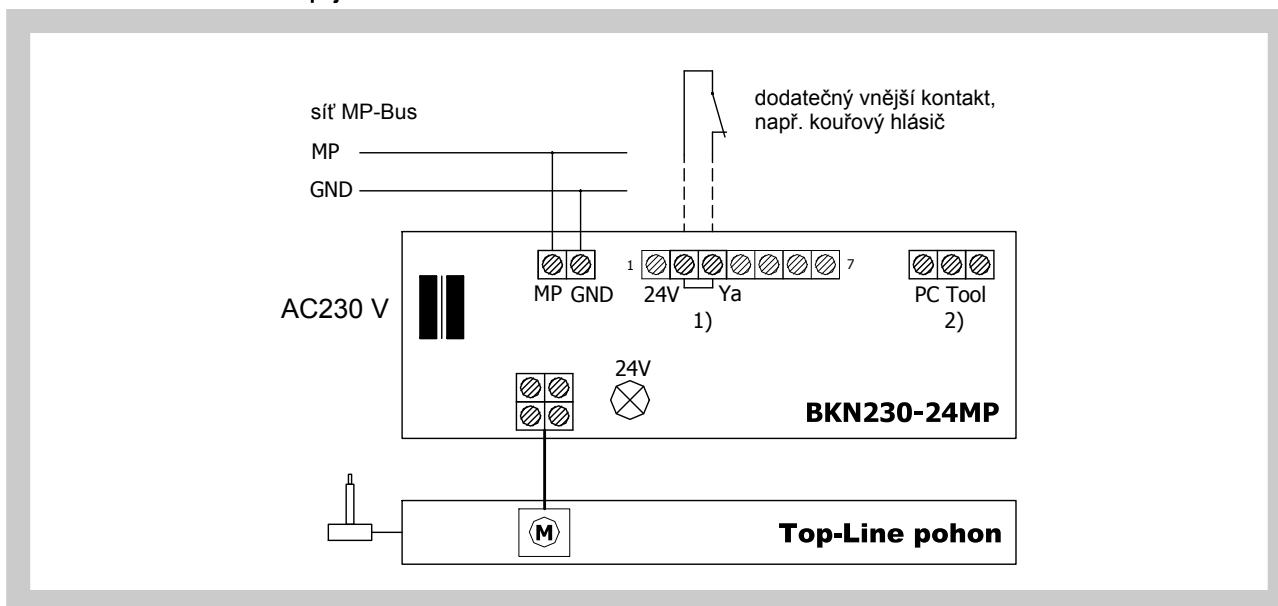 síť MP-Bus
dodatečný vnější kontakt,
např. kouřový hlásič
MP
GND
1 7
MP GND 24V Ya PC Tool
1) 2)
AC230 V
24V
BKN230-24MP
M
Top-Line pohon